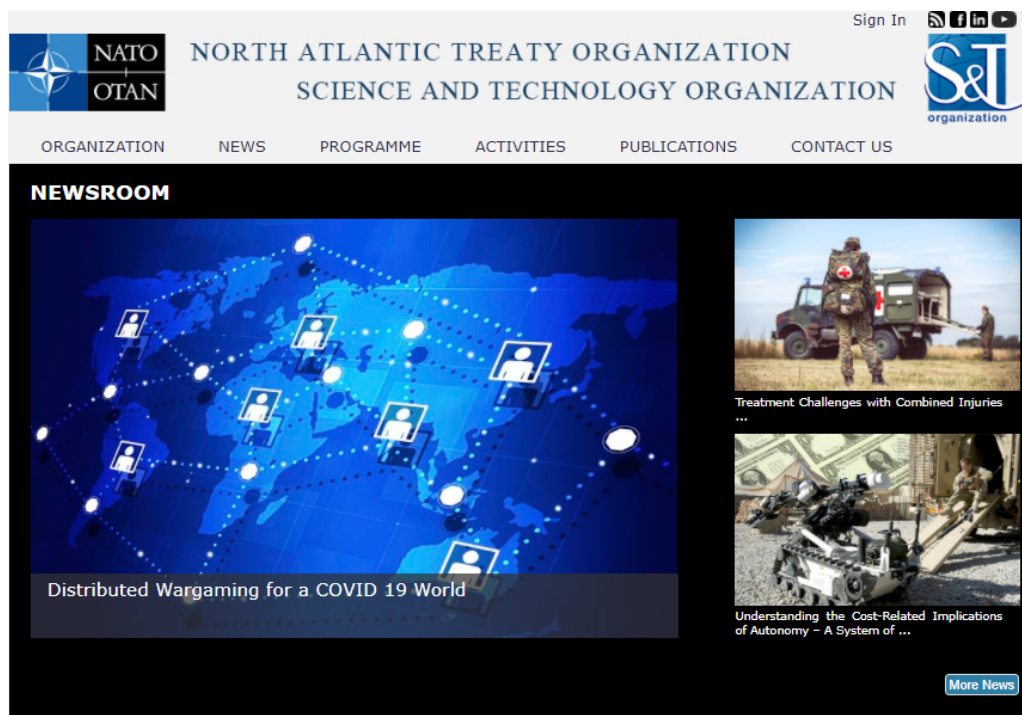 Sign In
NATO
OTAN
NORTH ATLANTIC TREATY ORGANIZATION
SCIENCE AND TECHNOLOGY ORGANIZATION
S&T
organization
ORGANIZATION NEWS PROGRAMME ACTIVITIES PUBLICATIONS CONTACT US
NEWSROOM
Distributed Wargaming for a COVID 19 World
Treatment Challenges with Combined Injuries
...
Understanding the Cost-Related Implications
of Autonomy – A System of ...
More News